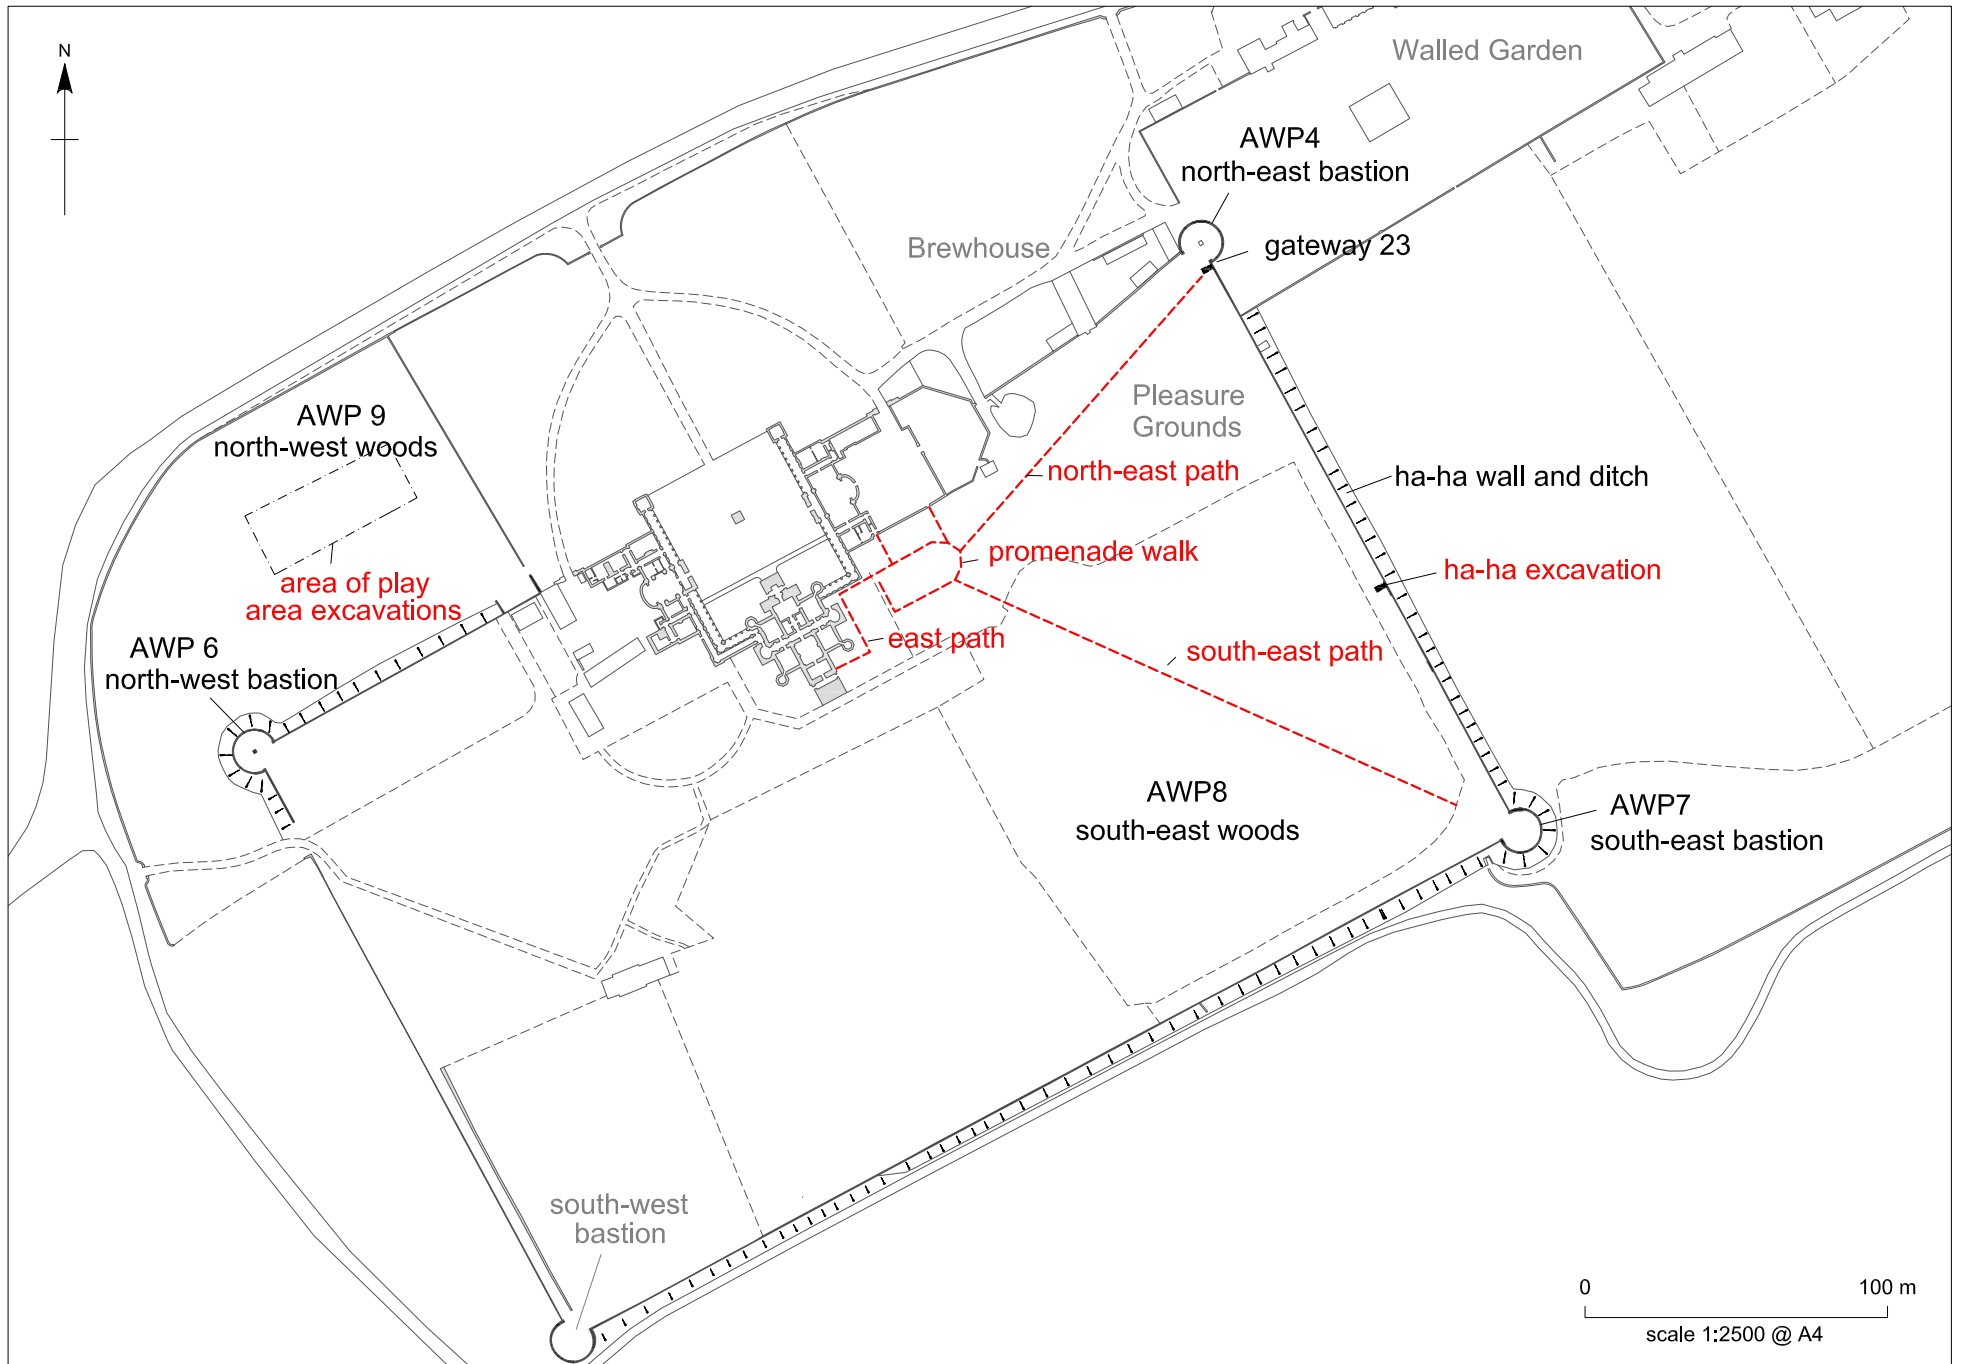 N
Walled Garden
AWP4
north-east bastion
Brewhouse
gateway 23
Pleasure
Grounds
AWP 9
north-west woods
north-east path
ha-ha wall and ditch
promenade walk
ha-ha excavation
area of play
area excavations
AWP 6
north-west bastion
east path
south-east path
AWP8
south-east woods
AWP7
south-east bastion
south-west
bastion
0 100 m
scale 1:2500 @ A4